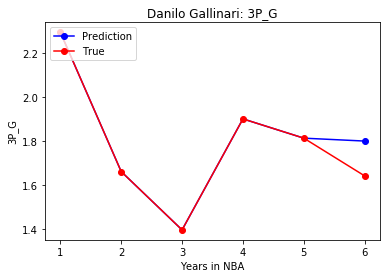 Danilo Gallinari: 3P_G
Prediction
True
2.2
2.0
1.8
1.6
1.4
3P_G
1 2 3 4 5 6
Years in NBA